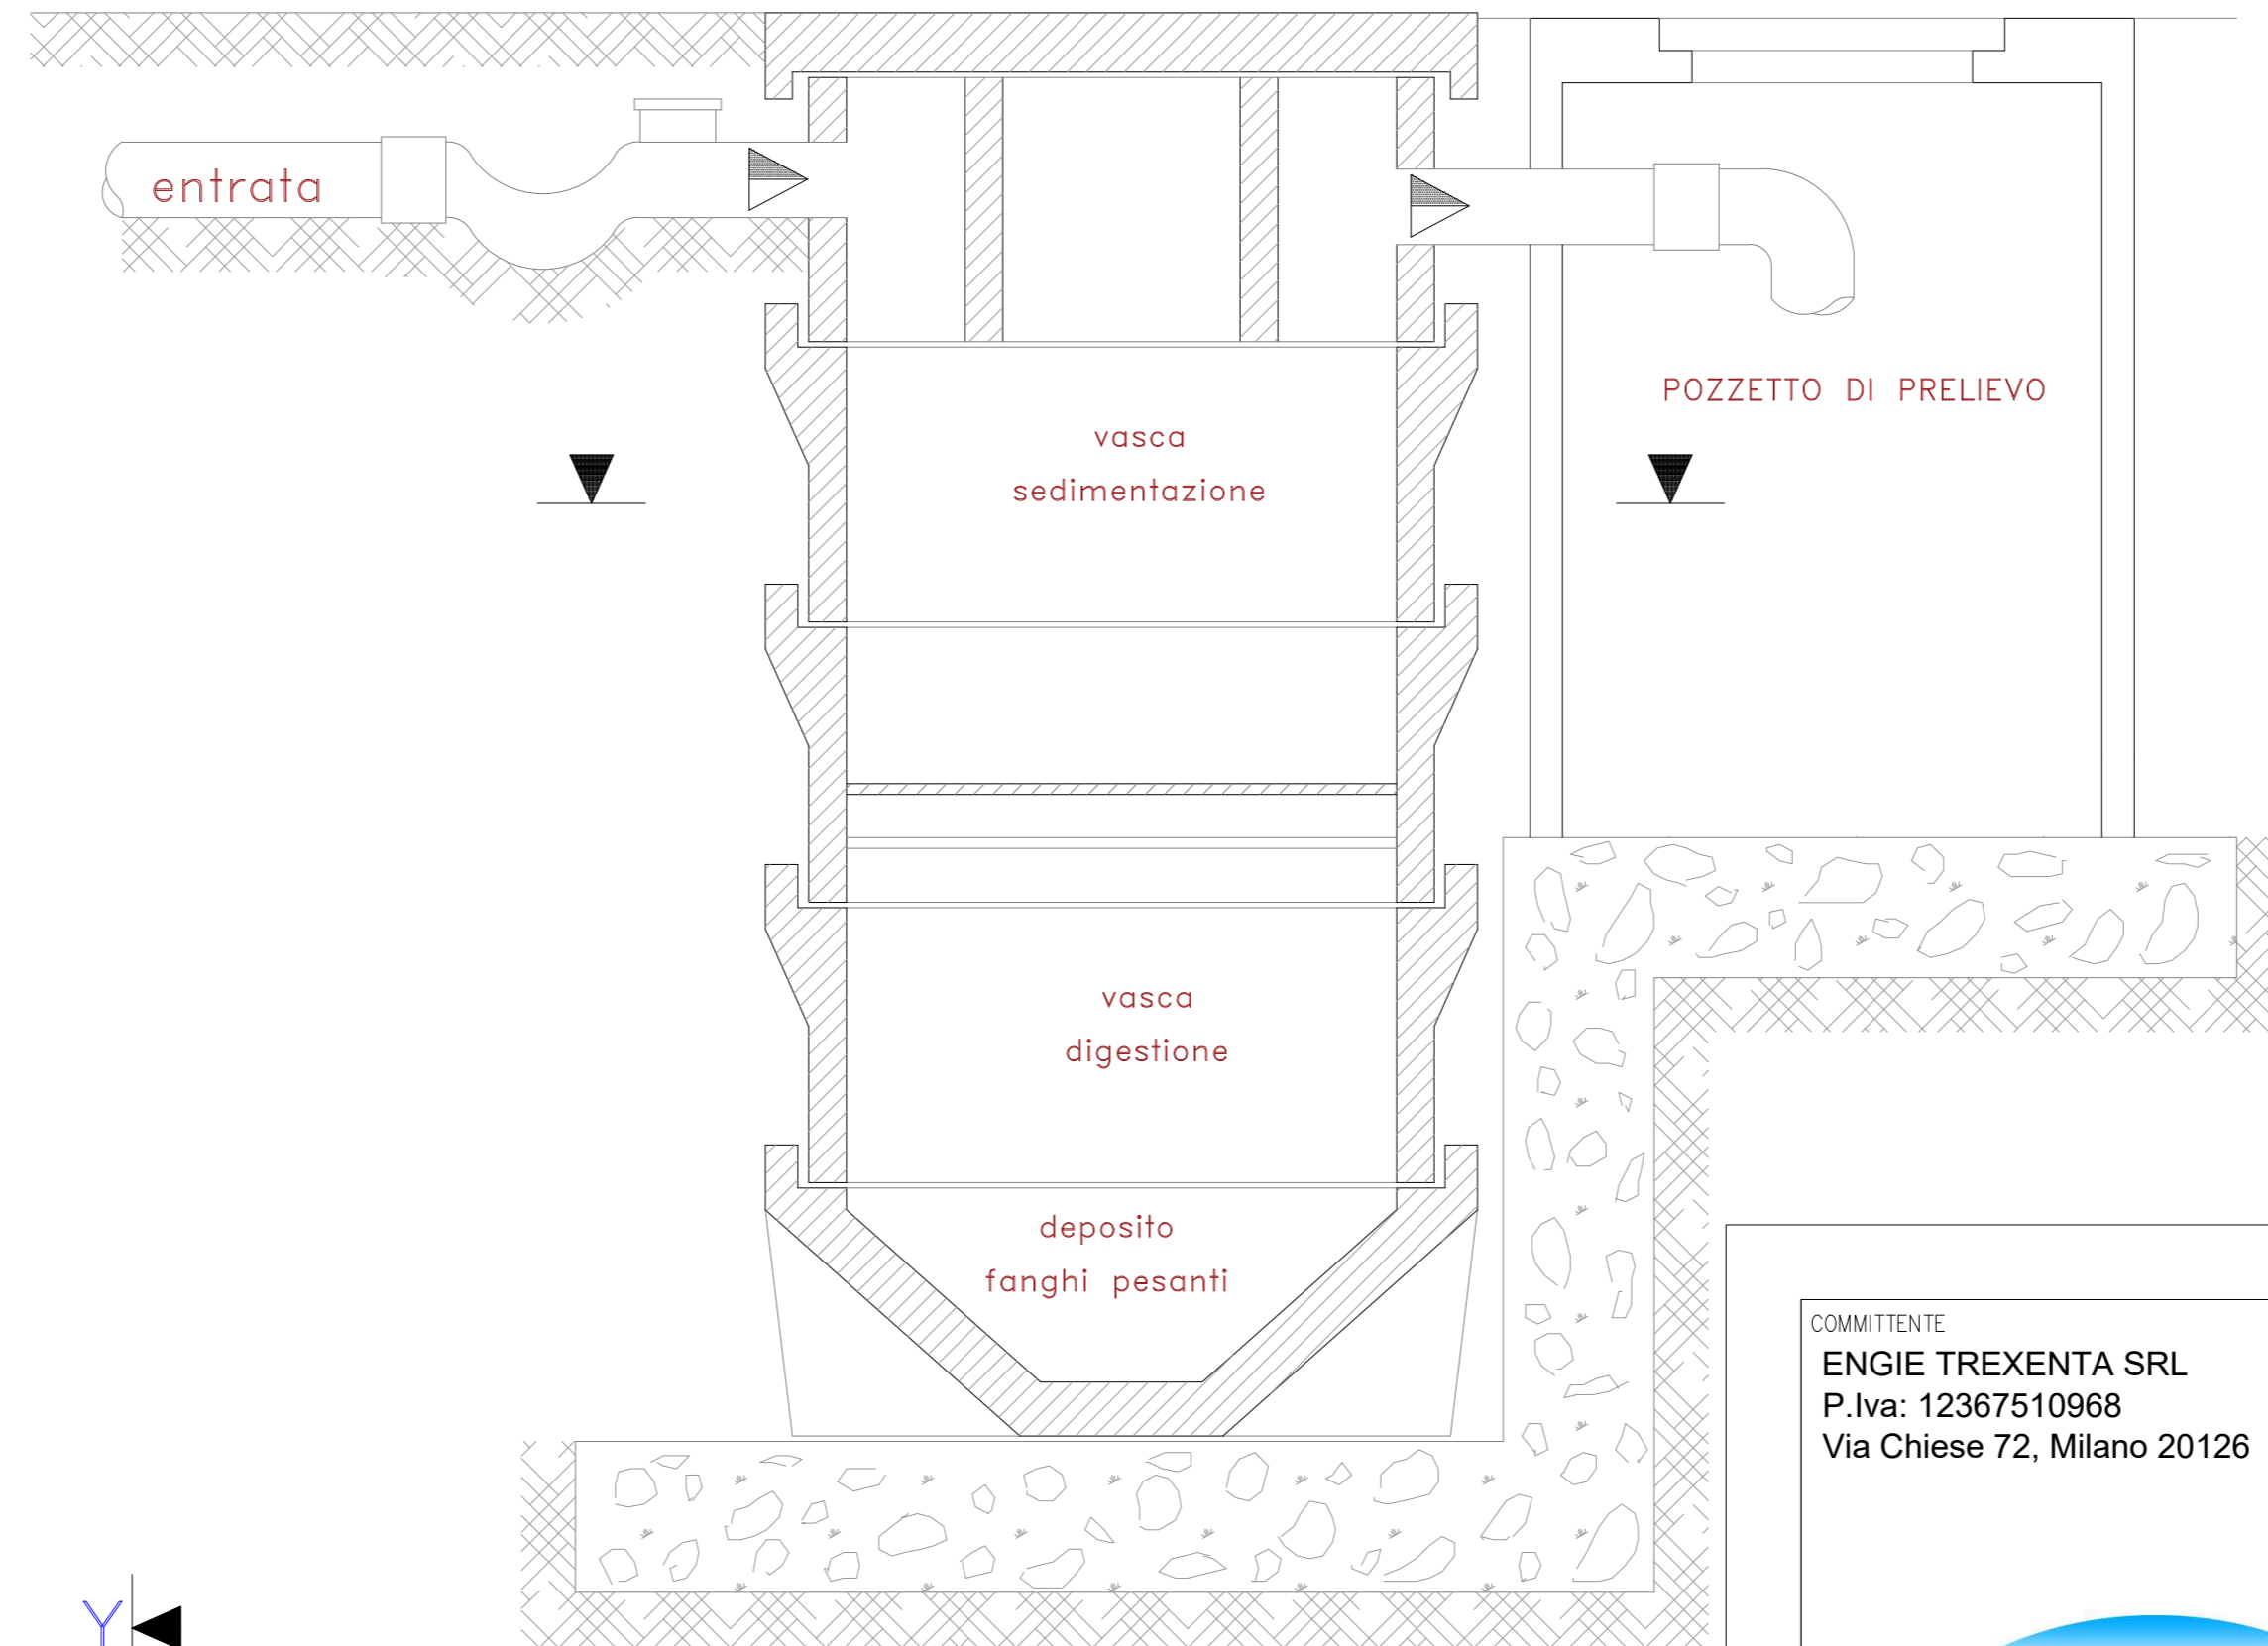 entrata
POZZETTO DI PRELIEVO
vasca
sedimentazione
vasca
digestione
deposito
fanghi pesanti
COMMITTENTE
ENGIE TREXENTA SRL
P.Iva: 12367510968
Via Chiese 72, Milano 20126
Y